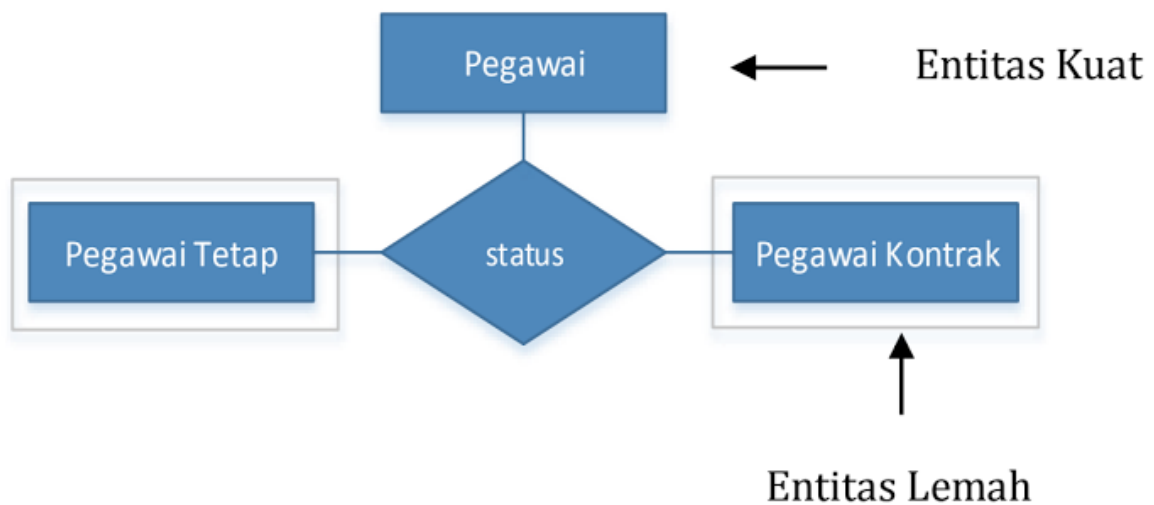 Pegawai
Entitas Kuat
Pegawai Tetap
status
Pegawai Kontrak
Entitas Lemah